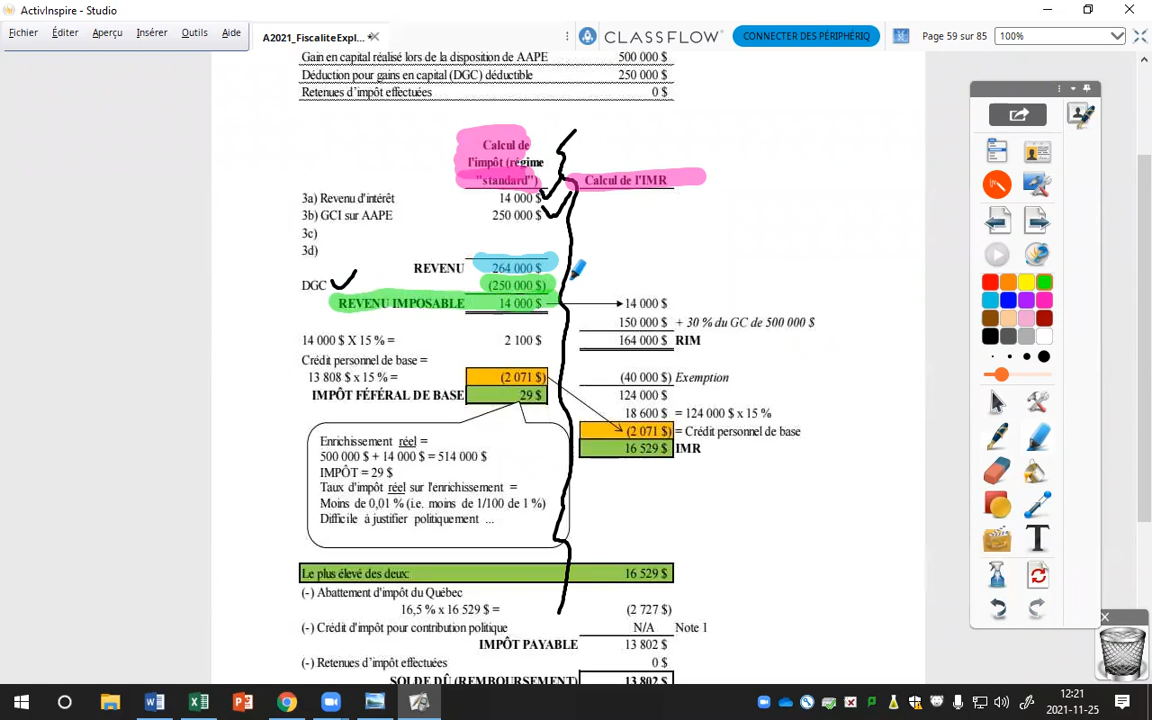 ActivInspire - Studio
Fichier Éditer Aperçu Insérer Outils Aide
A2021_FiscaliteExpl...
CLASSFLOW
CONNECTER DES PÉRIPHÉRIQ
Page 59 sur 85
100%
Gain en capital réalisé lors de la disposition de AAPE 500 000 $
Déduction pour gains en capital (DGC) déductible 250 000 $
Retenues d'impôt effectuées 0 $
Calcul de
l'impôt (régime
"standard") Calcul de l'IMR
3a) Revenu d'intérêt 14 000 $
3b) GCI sur AAPE 250 000 $
3c)
3d)
REVENU 264 000 $
DGC (250 000 $)
REVENU IMPOSABLE 14 000 $ 14 000 $
150 000 $ + 30 % du GC de 500 000 $
14 000 $ X 15 % = 2 100 $ 164 000 $ RIM
Crédit personnel de base =
13 808 $ x 15 % = (2 071 $) (40 000 $) Exemption
IMPÔT FÉFÉRAL DE BASE 29 $ 124 000 $
18 600 $ = 124 000 $ x 15 %
(2 071 $) = Crédit personnel de base
16 529 $ IMR
Enrichissement réel =
500 000 $ + 14 000 $ = 514 000 $
IMPÔT = 29 $
Taux d'impôt réel sur l'enrichissement =
Moins de 0,01 % (i.e. moins de 1/100 de 1 %)
Difficile à justifier politiquement ...
Le plus élevé des deux: 16 529 $
(-) Abattement d'impôt du Québec
16,5 % x 16 529 $ = (2 727 $)
(-) Crédit d'impôt pour contribution politique N/A Note 1
IMPÔT PAYABLE 13 802 $
(-) Retenues d'impôt effectuées 0 $
SOLDE DÛ (REMBOURSEMENT) 13 802 $
12:21
2021-11-25